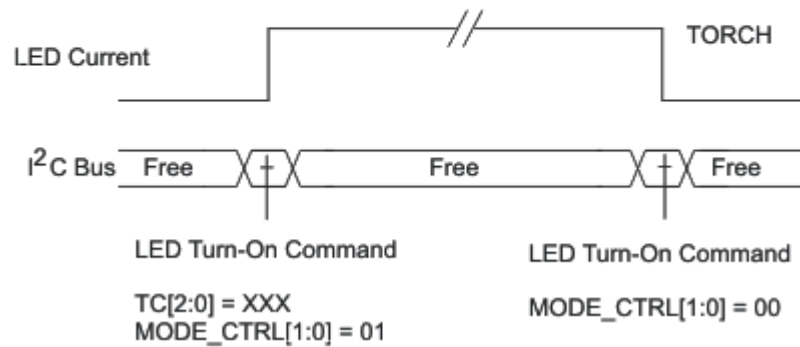 TORCH
LED Current
I2C Bus Free Free Free
LED Turn-On Command
TC[2:0] = XXX
MODE_CTRL[1:0] = 01
LED Turn-On Command
MODE_CTRL[1:0] = 00